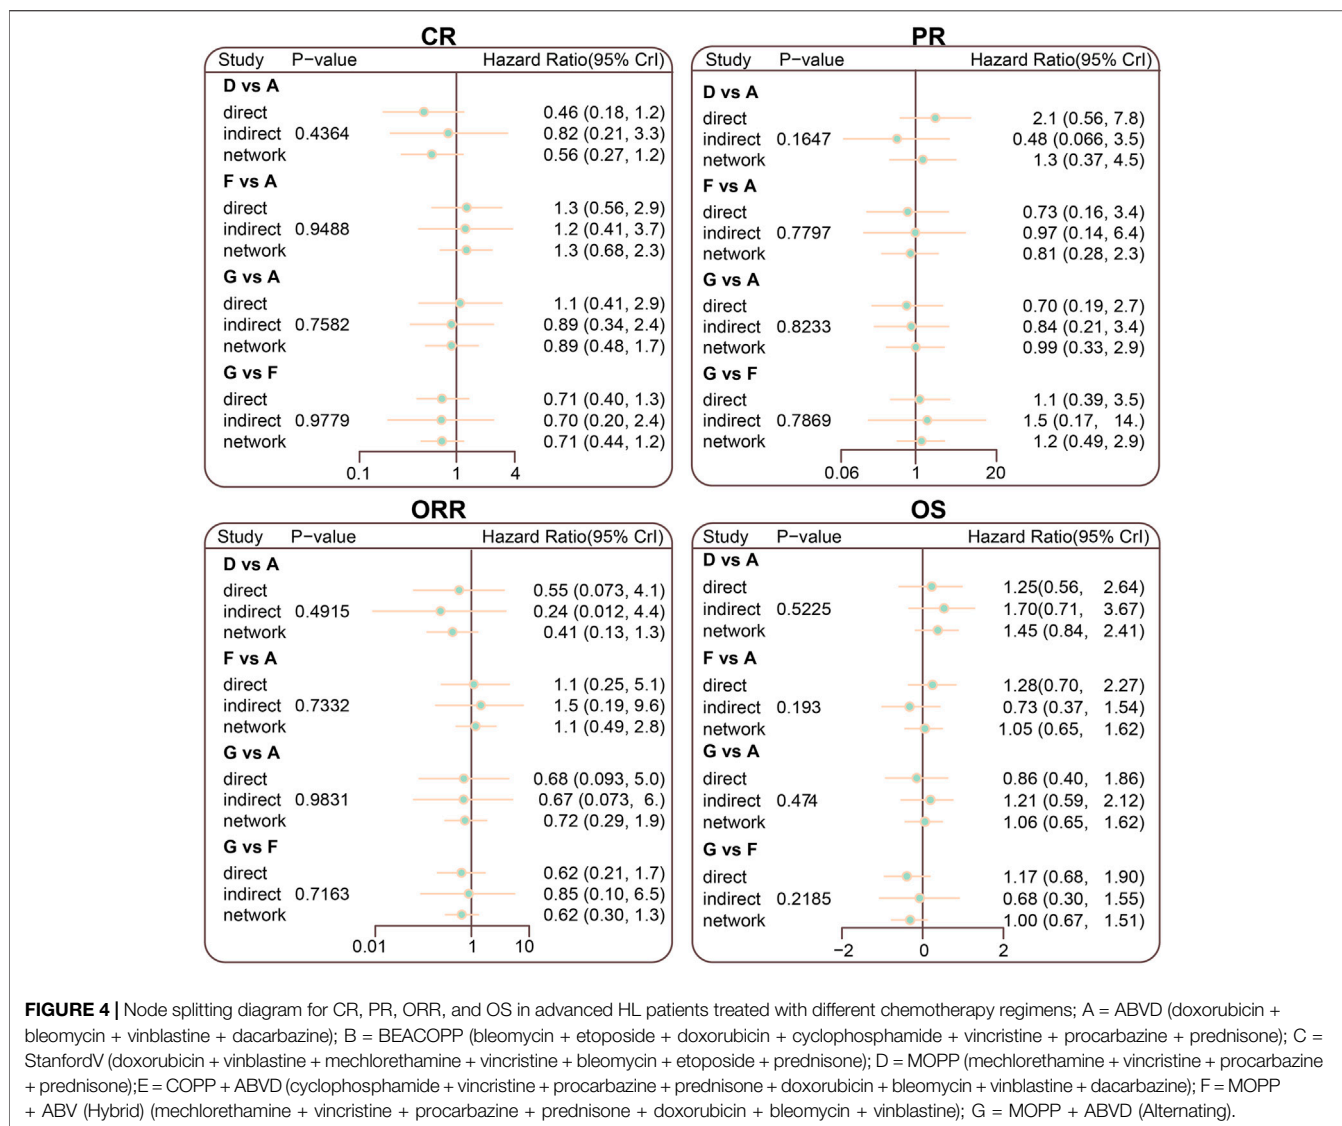 CR
Study P−value Hazard Ratio(95% CrI)
D vs A
direct 0.46 (0.18, 1.2)
indirect 0.4364 0.82 (0.21, 3.3)
network 0.56 (0.27, 1.2)
F vs A
direct 1.3 (0.56, 2.9)
indirect 0.9488 1.2 (0.41, 3.7)
network 1.3 (0.68, 2.3)
G vs A
direct 1.1 (0.41, 2.9)
indirect 0.7582 0.89 (0.34, 2.4)
network 0.89 (0.48, 1.7)
G vs F
direct 0.71 (0.40, 1.3)
indirect 0.9779 0.70 (0.20, 2.4)
network 0.71 (0.44, 1.2)
0.1 1 4
PR
Study P−value Hazard Ratio(95% CrI)
D vs A
direct 2.1 (0.56, 7.8)
indirect 0.1647 0.48 (0.066, 3.5)
network 1.3 (0.37, 4.5)
F vs A
direct 0.73 (0.16, 3.4)
indirect 0.7797 0.97 (0.14, 6.4)
network 0.81 (0.28, 2.3)
G vs A
direct 0.70 (0.19, 2.7)
indirect 0.8233 0.84 (0.21, 3.4)
network 0.99 (0.33, 2.9)
G vs F
direct 1.1 (0.39, 3.5)
indirect 0.7869 1.5 (0.17, 14.)
network 1.2 (0.49, 2.9)
0.06 1 20
ORR
Study P−value Hazard Ratio(95% CrI)
D vs A
direct 0.55 (0.073, 4.1)
indirect 0.4915 0.24 (0.012, 4.4)
network 0.41 (0.13, 1.3)
F vs A
direct 1.1 (0.25, 5.1)
indirect 0.7332 1.5 (0.19, 9.6)
network 1.1 (0.49, 2.8)
G vs A
direct 0.68 (0.093, 5.0)
indirect 0.9831 0.67 (0.073, 6.)
network 0.72 (0.29, 1.9)
G vs F
direct 0.62 (0.21, 1.7)
indirect 0.7163 0.85 (0.10, 6.5)
network 0.62 (0.30, 1.3)
0.01 1 10
OS
Study P−value Hazard Ratio(95% CrI)
D vs A
direct 1.25(0.56, 2.64)
indirect 0.5225 1.70(0.71, 3.67)
network 1.45 (0.84, 2.41)
F vs A
direct 1.28(0.70, 2.27)
indirect 0.193 0.73 (0.37, 1.54)
network 1.05 (0.65, 1.62)
G vs A
direct 0.86 (0.40, 1.86)
indirect 0.474 1.21 (0.59, 2.12)
network 1.06 (0.65, 1.62)
G vs F
direct 1.17 (0.68, 1.90)
indirect 0.2185 0.68 (0.30, 1.55)
network 1.00 (0.67, 1.51)
−2 0 2
FIGURE 4 | Node splitting diagram for CR, PR, ORR, and OS in advanced HL patients treated with different chemotherapy regimens; A = ABVD (doxorubicin +
bleomycin + vinblastine + dacarbazine); B = BEACOPP (bleomycin + etoposide + doxorubicin + cyclophosphamide + vincristine + procarbazine + prednisone); C =
StanfordV (doxorubicin + vinblastine + mechlorethamine + vincristine + bleomycin + etoposide + prednisone); D = MOPP (mechlorethamine + vincristine + procarbazine
+ prednisone);E = COPP + ABVD (cyclophosphamide + vincristine + procarbazine + prednisone + doxorubicin + bleomycin + vinblastine + dacarbazine); F = MOPP
+ ABV (Hybrid) (mechlorethamine + vincristine + procarbazine + prednisone + doxorubicin + bleomycin + vinblastine); G = MOPP + ABVD (Alternating).